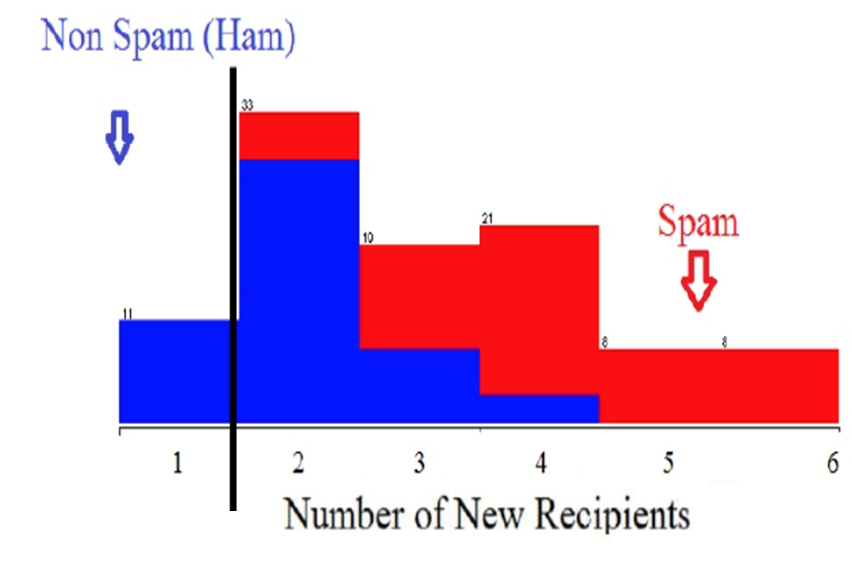 Non Spam (Ham)
33
21
Spam
19
11
8 8
1 2 3 4 5 6
Number of New Recipients